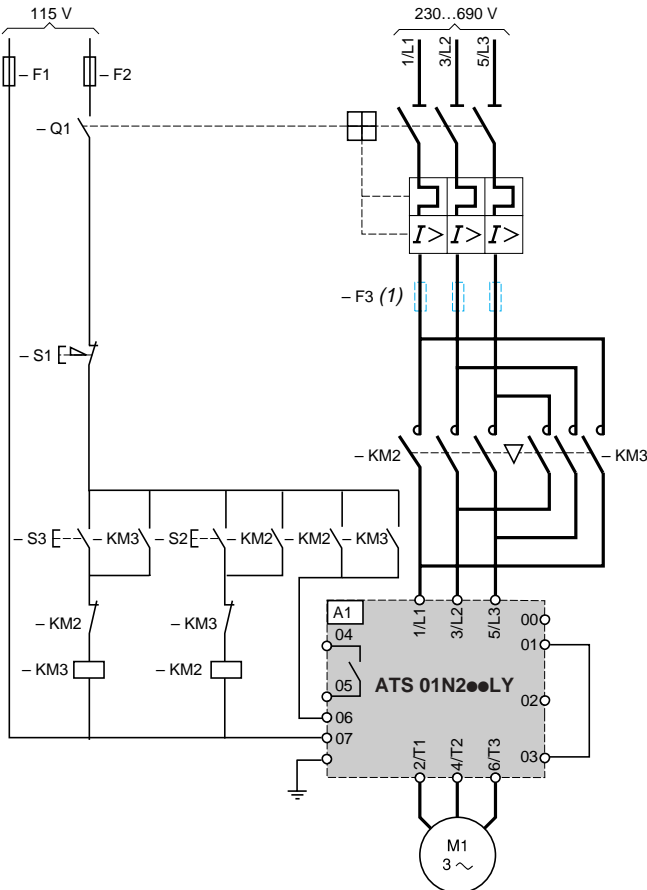 115 V
230...690 V
1/L1
3/L2
5/L3
– F1
– F2
– Q1
I>
I>
I>
– F3 (1)
– S1
– KM2
– KM3
– S3
– KM3
– S2
– KM2
– KM2
– KM3
– KM2
– KM3
– KM3
– KM2
A1
1/L1
3/L2
5/L3
00
04
01
05
ATS 01N2●●LY
02
06
07
03
2/T1
4/T2
6/T3
M1
3 ~